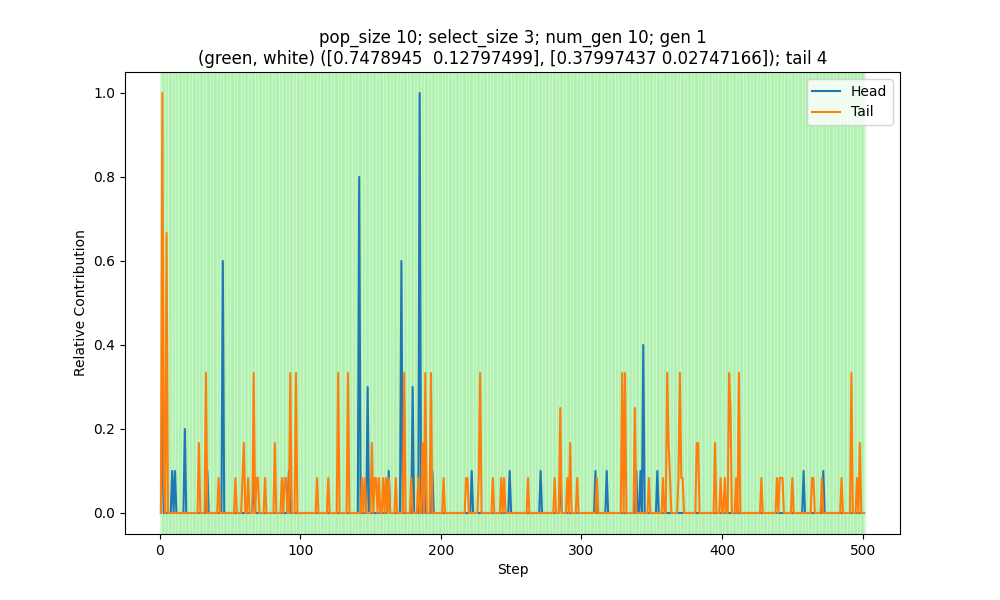 pop_size 10; select_size 3; num_gen 10; gen 1
(green, white) ([0.7478945  0.12797499], [0.37997437 0.02747166]); tail 4
Head
Tail
Relative Contribution
1.0
0.8
0.6
0.4
0.2
0.0
0 100 200 300 400 500
Step